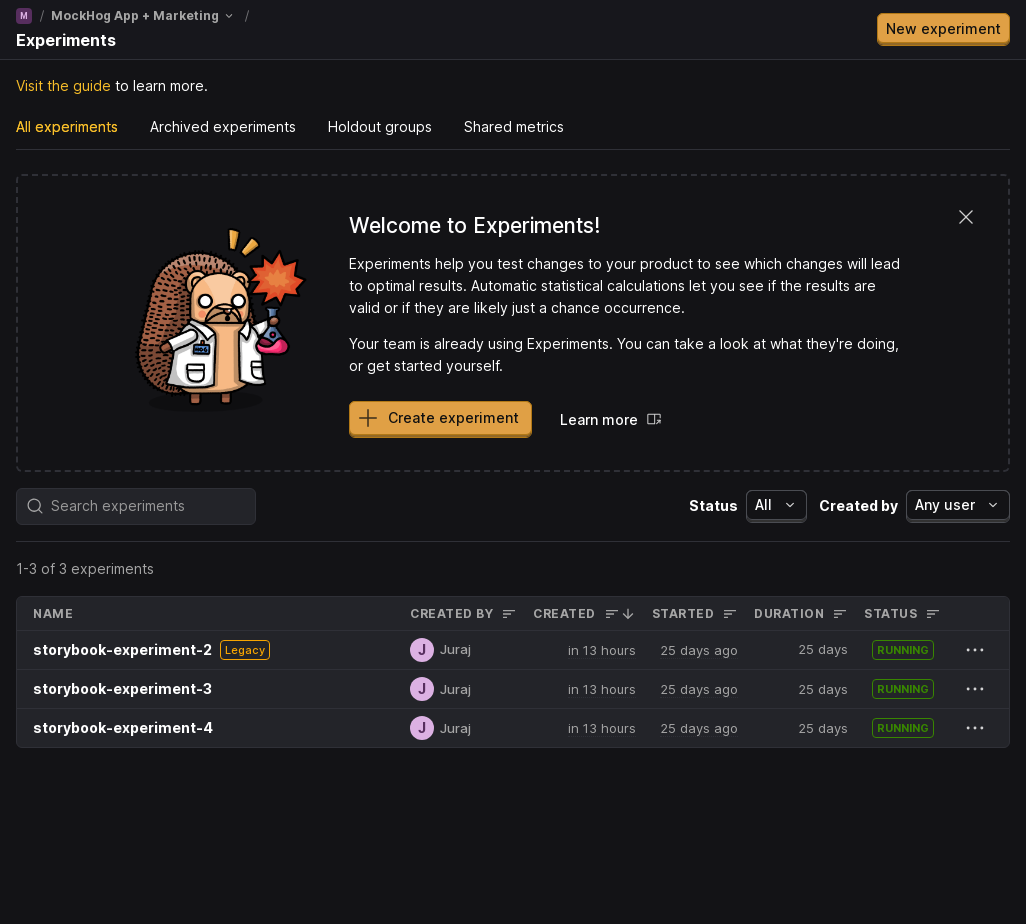 M / MockHog App + Marketing /
Experiments
New experiment
Visit the guide to learn more.
All experiments Archived experiments Holdout groups Shared metrics
Welcome to Experiments!
Experiments help you test changes to your product to see which changes will lead
to optimal results. Automatic statistical calculations let you see if the results are
valid or if they are likely just a chance occurrence.
Your team is already using Experiments. You can take a look at what they're doing,
or get started yourself.
Create experiment Learn more
Search experiments Status All Created by Any user
1-3 of 3 experiments
NAME CREATED BY CREATED STARTED DURATION STATUS
storybook-experiment-2 Legacy J Juraj in 13 hours 25 days ago 25 days RUNNING
storybook-experiment-3 J Juraj in 13 hours 25 days ago 25 days RUNNING
storybook-experiment-4 J Juraj in 13 hours 25 days ago 25 days RUNNING